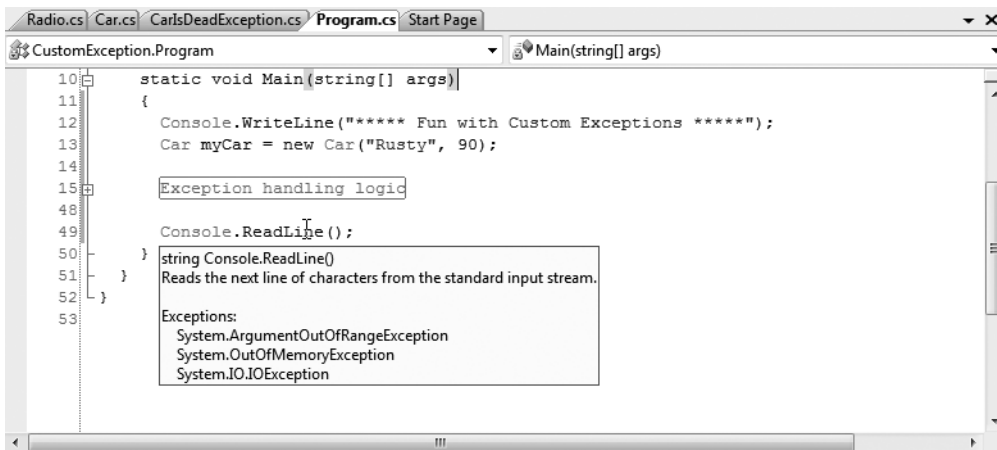 Radio.cs Car.cs CarIsDeadException.cs Program.cs Start Page
CustomException.Program Main(string[] args)
10 static void Main(string[] args)
11 {
12 Console.WriteLine("***** Fun with Custom Exceptions *****");
13 Car myCar = new Car("Rusty", 90);
14
15 Exception handling logic
48
49 Console.ReadLine();
50 }
string Console.ReadLine()
51 }
Reads the next line of characters from the standard input stream.
52 }
53
Exceptions:
System.ArgumentOutOfRangeException
System.OutOfMemoryException
System.IO.IOException